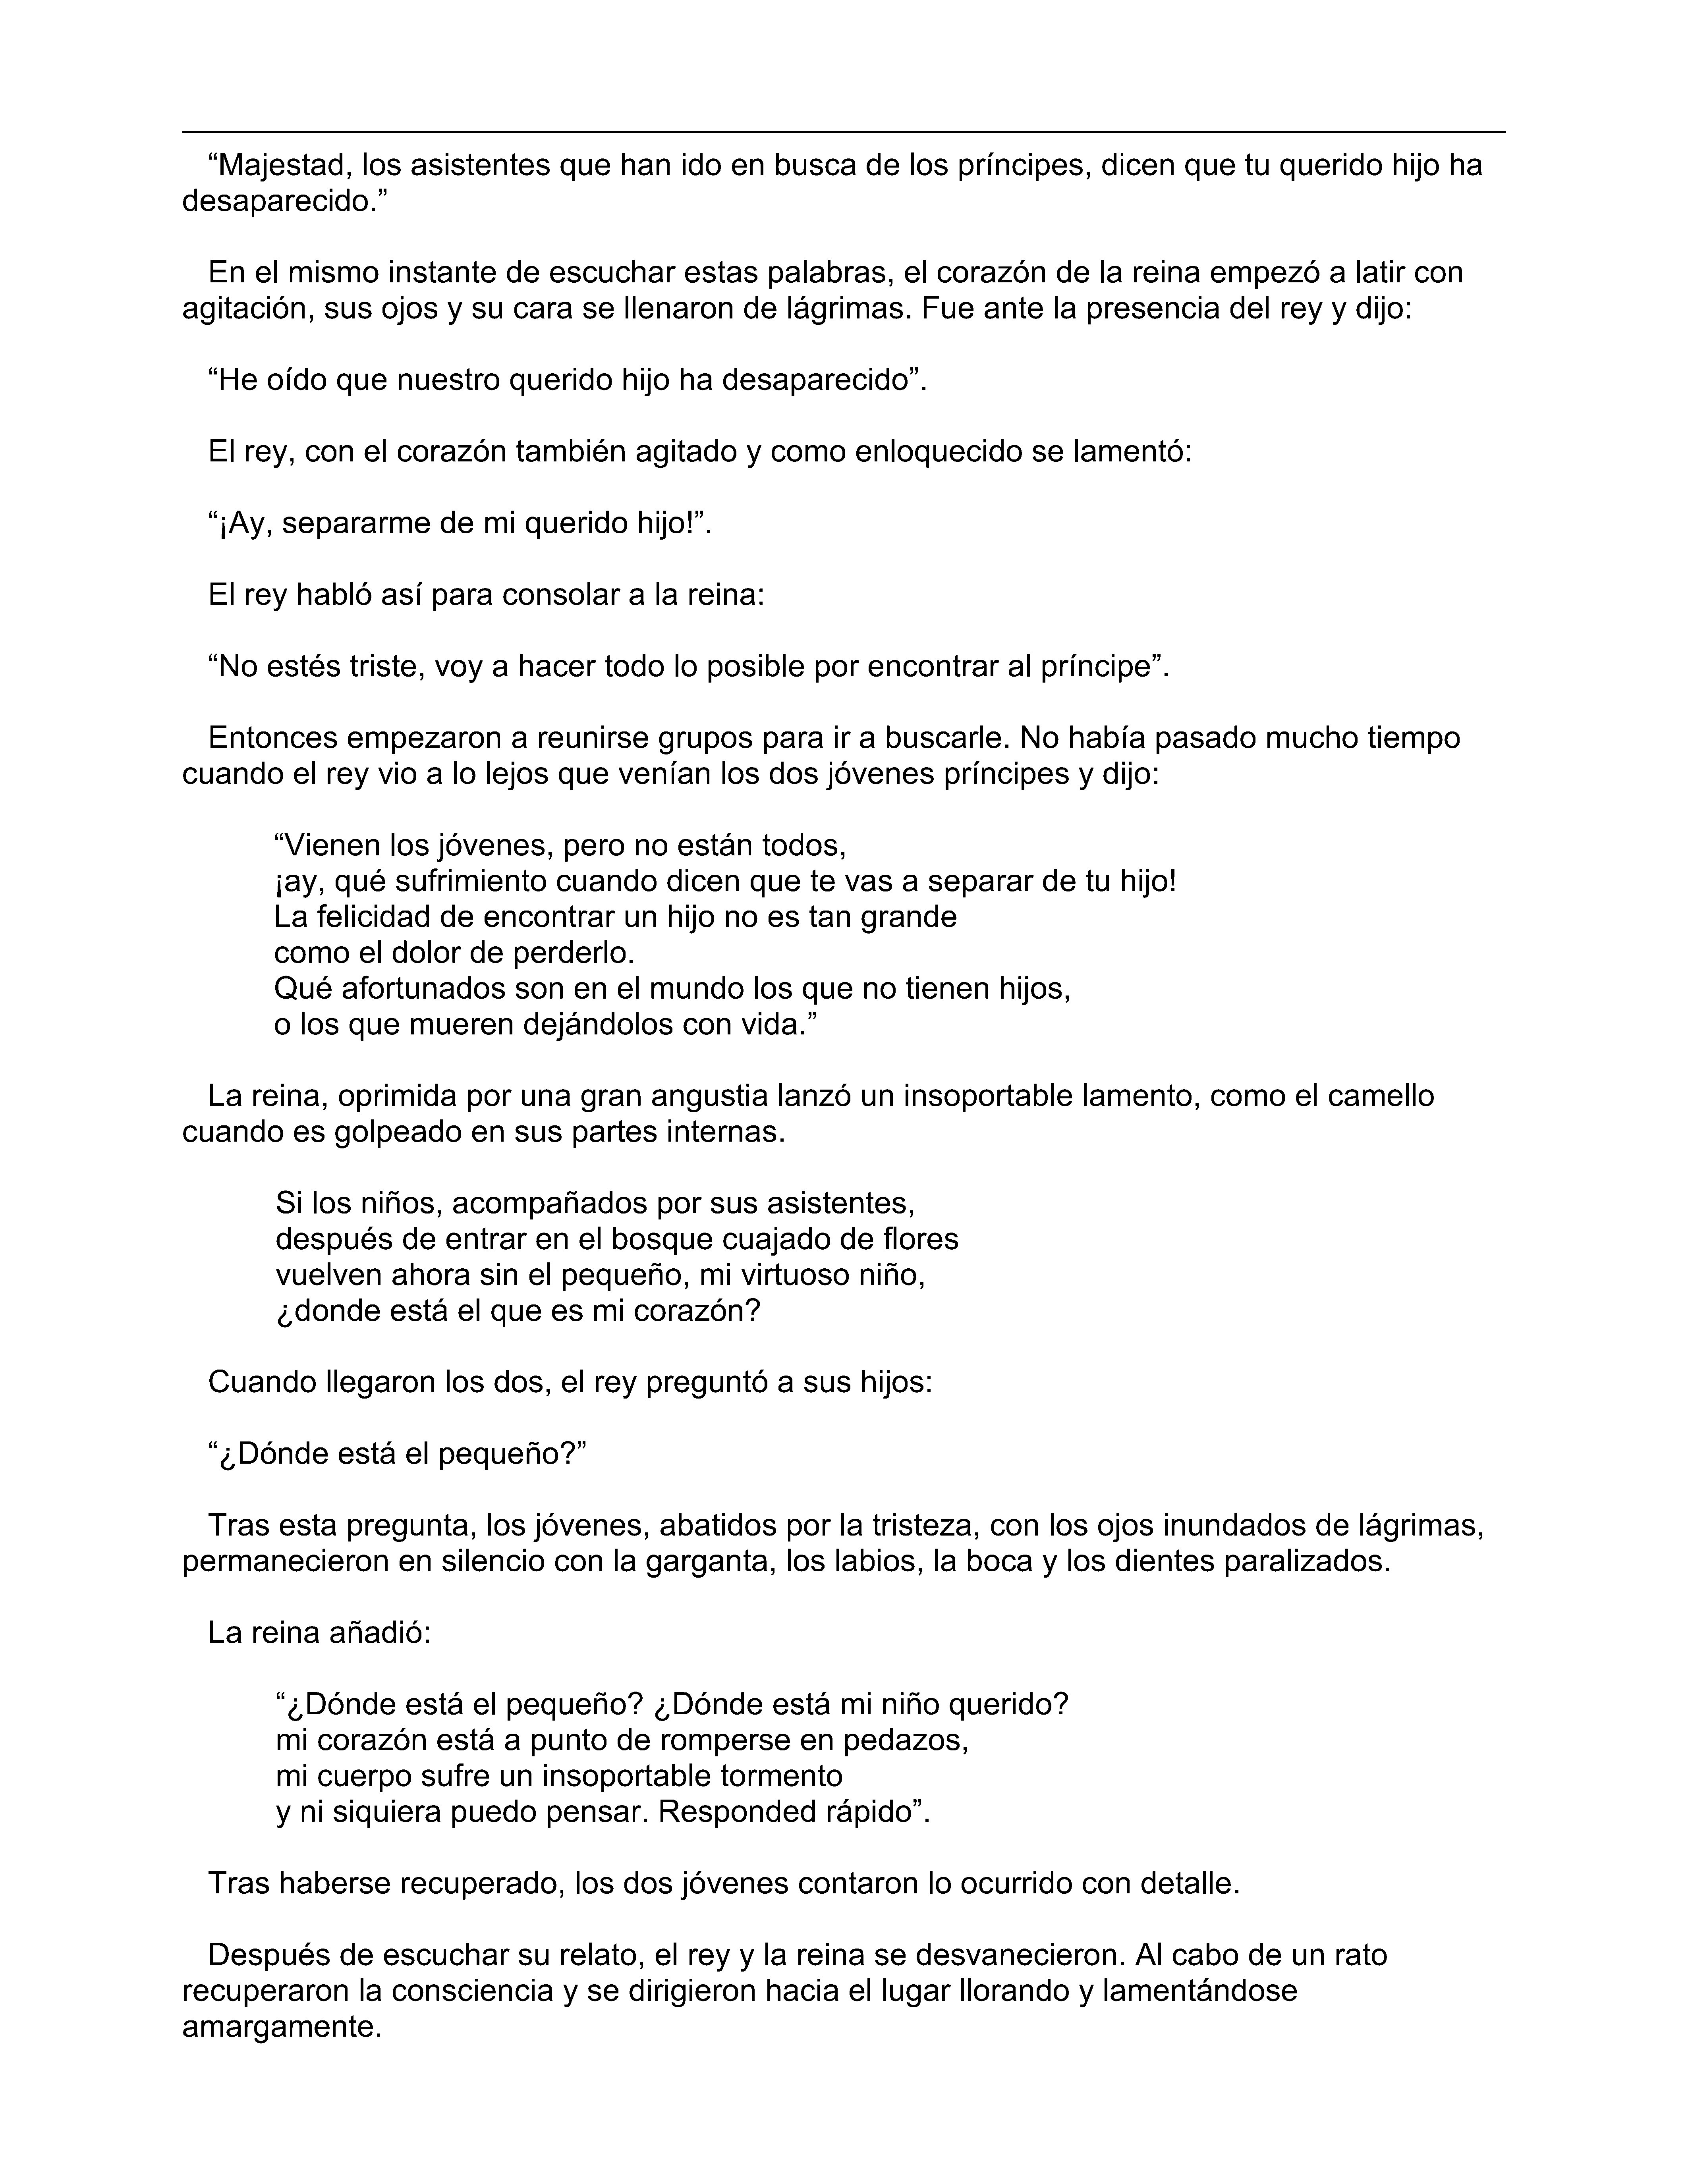 “Majestad, los asistentes que han ido en busca de los príncipes, dicen que tu querido hijo ha
desaparecido.”
En el mismo instante de escuchar estas palabras, el corazón de la reina empezó a latir con
agitación, sus ojos y su cara se llenaron de lágrimas. Fue ante la presencia del rey y dijo:
“He oído que nuestro querido hijo ha desaparecido”.
El rey, con el corazón también agitado y como enloquecido se lamentó:
“¡Ay, separarme de mi querido hijo!”.
El rey habló así para consolar a la reina:
“No estés triste, voy a hacer todo lo posible por encontrar al príncipe”.
Entonces empezaron a reunirse grupos para ir a buscarle. No había pasado mucho tiempo
cuando el rey vio a lo lejos que venían los dos jóvenes príncipes y dijo:
“Vienen los jóvenes, pero no están todos,
¡ay, qué sufrimiento cuando dicen que te vas a separar de tu hijo!
La felicidad de encontrar un hijo no es tan grande
como el dolor de perderlo.
Qué afortunados son en el mundo los que no tienen hijos,
o los que mueren dejándolos con vida.”
La reina, oprimida por una gran angustia lanzó un insoportable lamento, como el camello
cuando es golpeado en sus partes internas.
Si los niños, acompañados por sus asistentes,
después de entrar en el bosque cuajado de flores
vuelven ahora sin el pequeño, mi virtuoso niño,
¿donde está el que es mi corazón?
Cuando llegaron los dos, el rey preguntó a sus hijos:
“¿Dónde está el pequeño?”
Tras esta pregunta, los jóvenes, abatidos por la tristeza, con los ojos inundados de lágrimas,
permanecieron en silencio con la garganta, los labios, la boca y los dientes paralizados.
La reina añadió:
“¿Dónde está el pequeño? ¿Dónde está mi niño querido?
mi corazón está a punto de romperse en pedazos,
mi cuerpo sufre un insoportable tormento
y ni siquiera puedo pensar. Responded rápido”.
Tras haberse recuperado, los dos jóvenes contaron lo ocurrido con detalle.
Después de escuchar su relato, el rey y la reina se desvanecieron. Al cabo de un rato
recuperaron la consciencia y se dirigieron hacia el lugar llorando y lamentándose
amargamente.